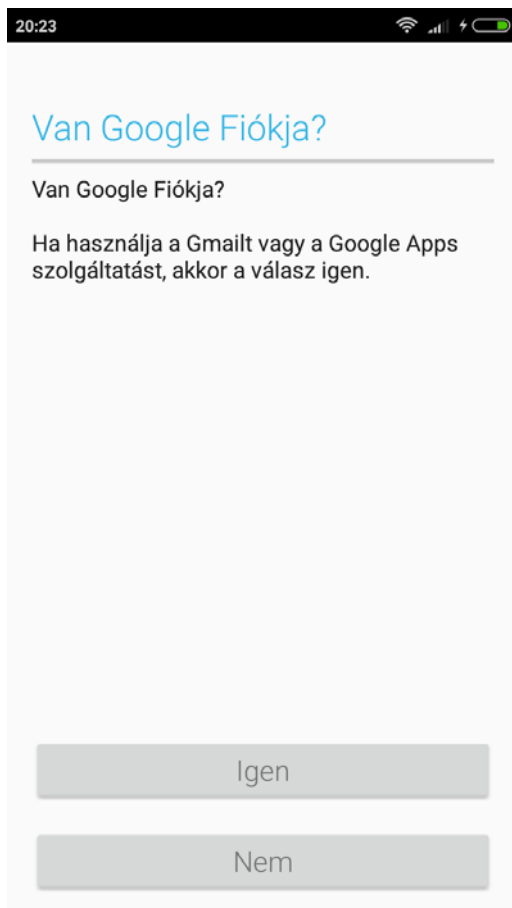 20:23
Van Google Fiókja?
Van Google Fiókja?
Ha használja a Gmailt vagy a Google Apps
szolgáltatást, akkor a válasz igen.
Igen
Nem